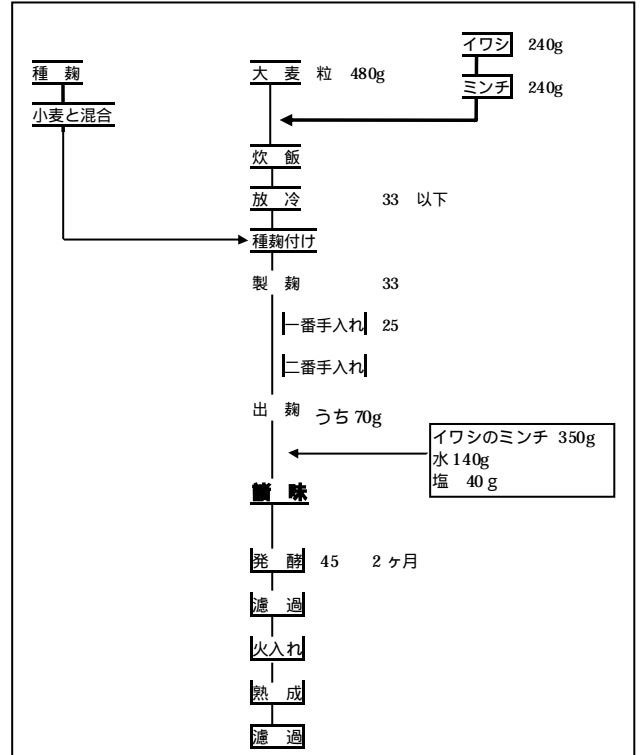 イワシ 240g
種 麹
大 麦 粒 480g
ミンチ 240g
小麦と混合
炊 飯
放 冷 33 以下
種麹付け
製 麹 33
一番手入れ 25
二番手入れ
出 麹 うち 70g
イワシのミンチ 350g
水 140g
塩 40 g
諸 味
発 酵 45 2 ヶ月
濾 過
火入れ
熟 成
濾 過